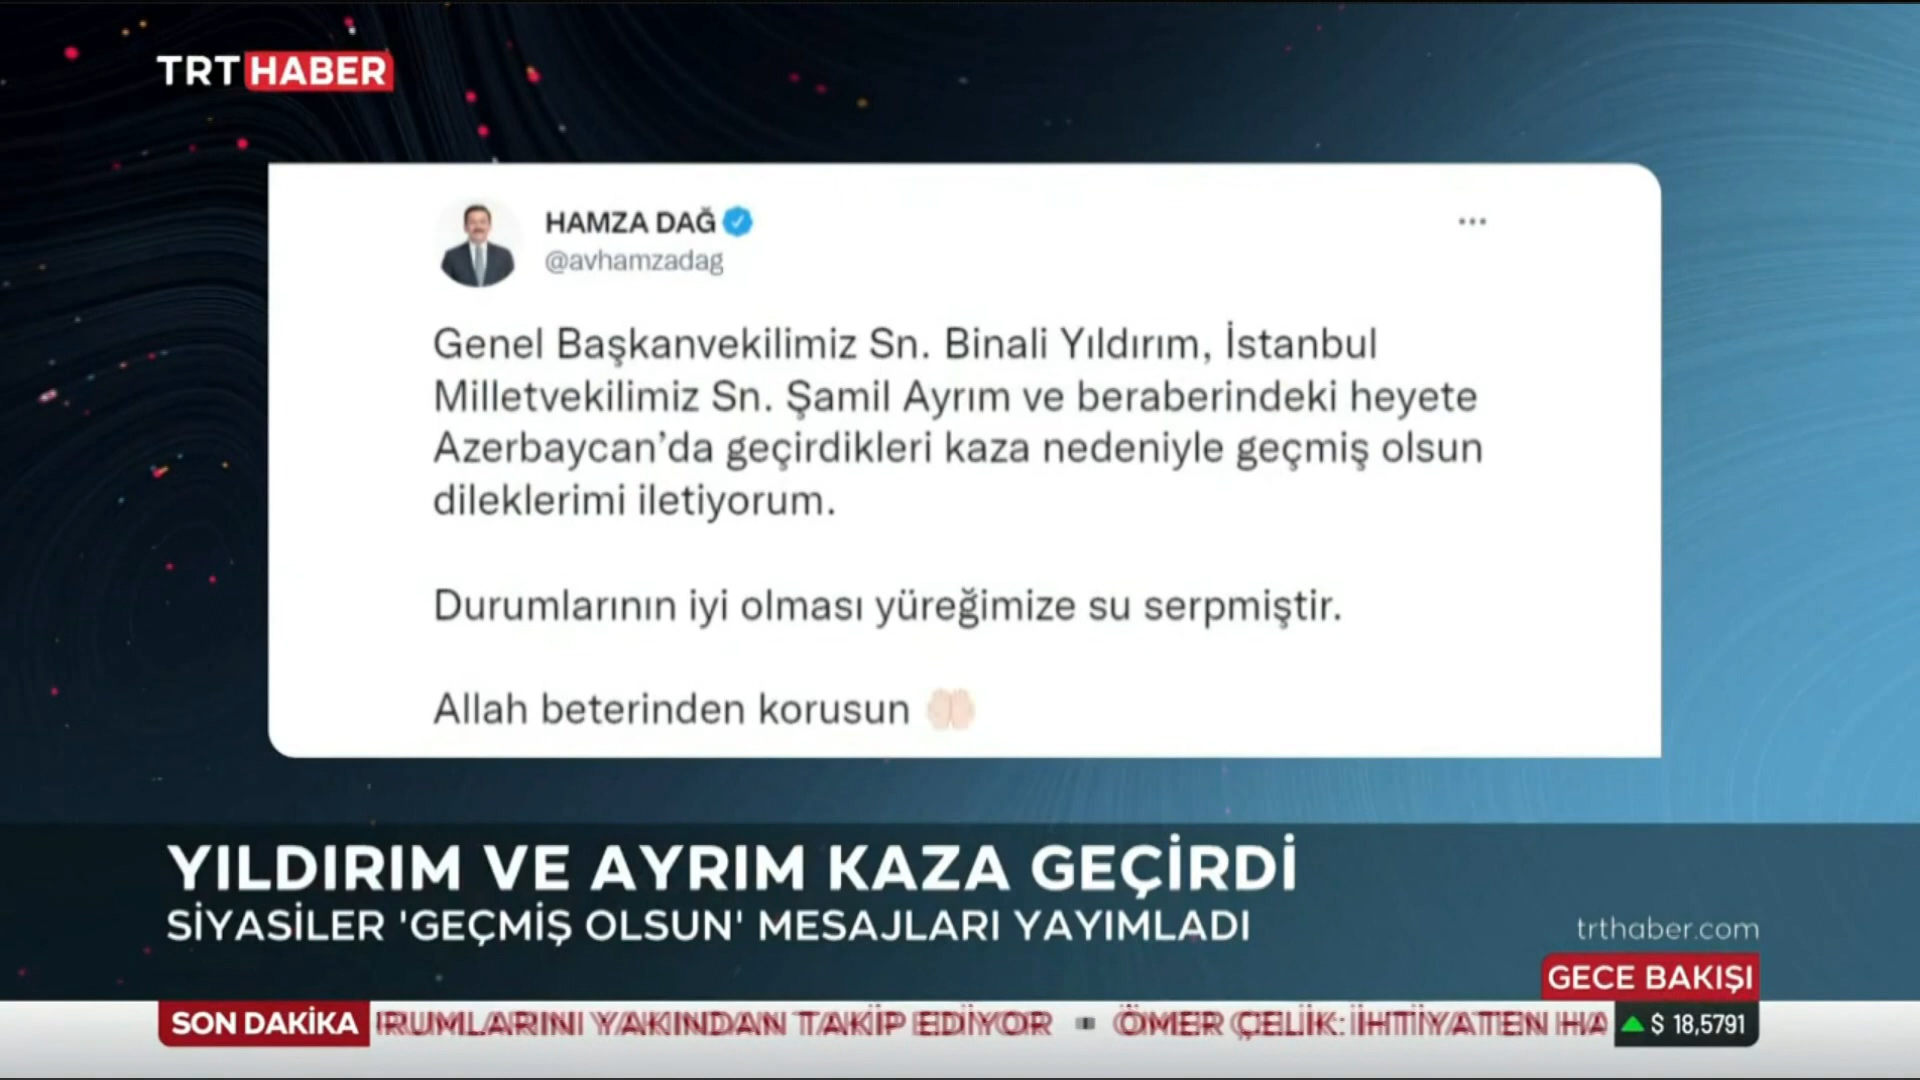 TRT HABER
HAMZA DAĞ
@avhamzadag
Genel Başkanvekilimiz Sn. Binali Yıldırım, İstanbul
Milletvekilimiz Sn. Şamil Ayrım ve beraberindeki heyete
Azerbaycan’da geçirdikleri kaza nedeniyle geçmiş olsun
dileklerimi iletiyorum.
Durumlarının iyi olması yüreğimize su serpmiştir.
Allah beterinden korusun
YILDIRIM VE AYRIM KAZA GEÇİRDİ
SİYASİLER 'GEÇMİŞ OLSUN' MESAJLARI YAYIMLADI
trthaber.com
GECE BAKIŞI
SON DAKİKA IRUMLARINI YAKINDAN TAKİP EDİYOR ÖMER ÇELİK: İHTİYATEN HA $ 18,5791